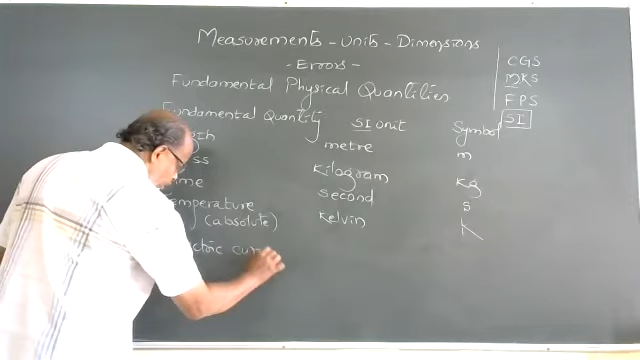 Measurements - Units - Dimensions
- Errors -
Fundamental Physical Quantities
CGS
MKS
FPS
SI
Fundamental Quantity SI unit Symbol
metre m
kilogram kg
second s
Temperature (absolute) kelvin K